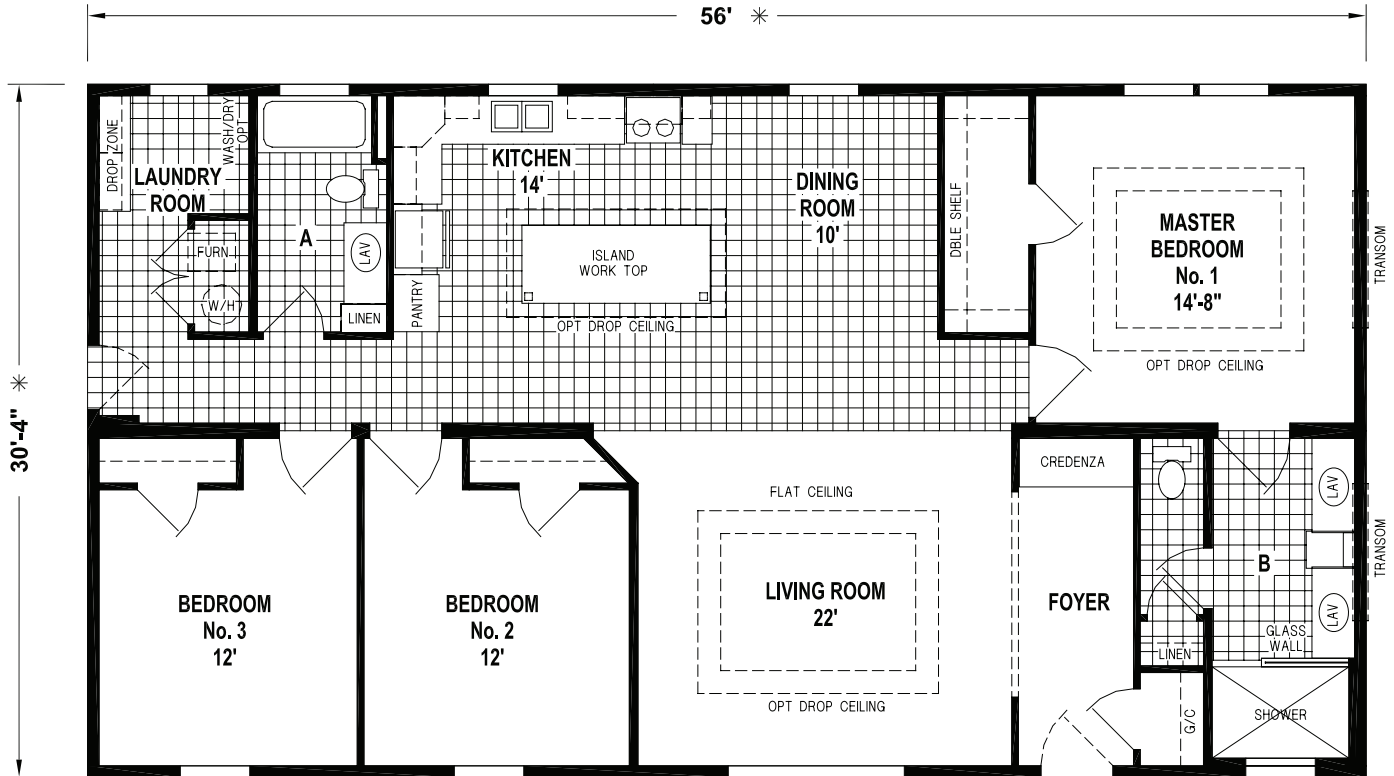 56' ✳
30'-4" ✳
DROP ZONE
LAUNDRY
ROOM
WASH/DRY
OPT
FURN
W/H
A
LAV
LINEN
KITCHEN
14'
PANTRY
ISLAND
WORK TOP
OPT DROP CEILING
DINING
ROOM
10'
DBLE SHELF
MASTER
BEDROOM
No. 1
14'-8"
OPT DROP CEILING
TRANSOM
BEDROOM
No. 3
12'
BEDROOM
No. 2
12'
FLAT CEILING
LIVING ROOM
22'
OPT DROP CEILING
CREDENZA
FOYER
G/C
LINEN
B
LAV
LAV
GLASS
WALL
SHOWER
TRANSOM